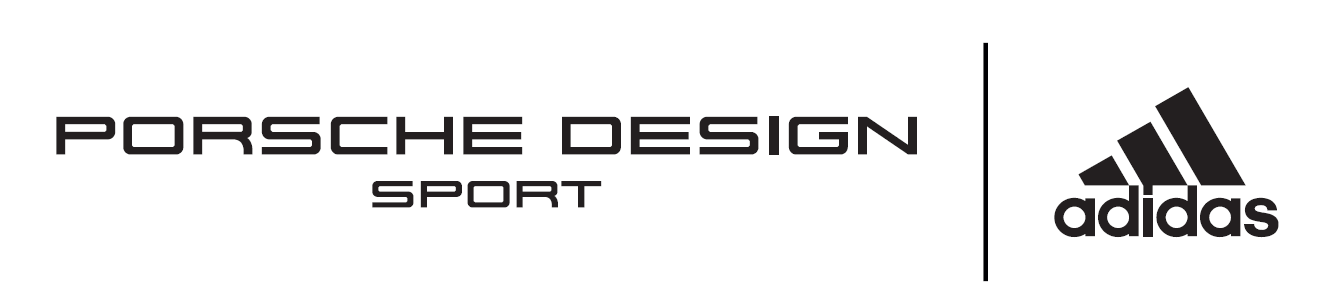 PORSCHE DESIGN
SPORT
adidas